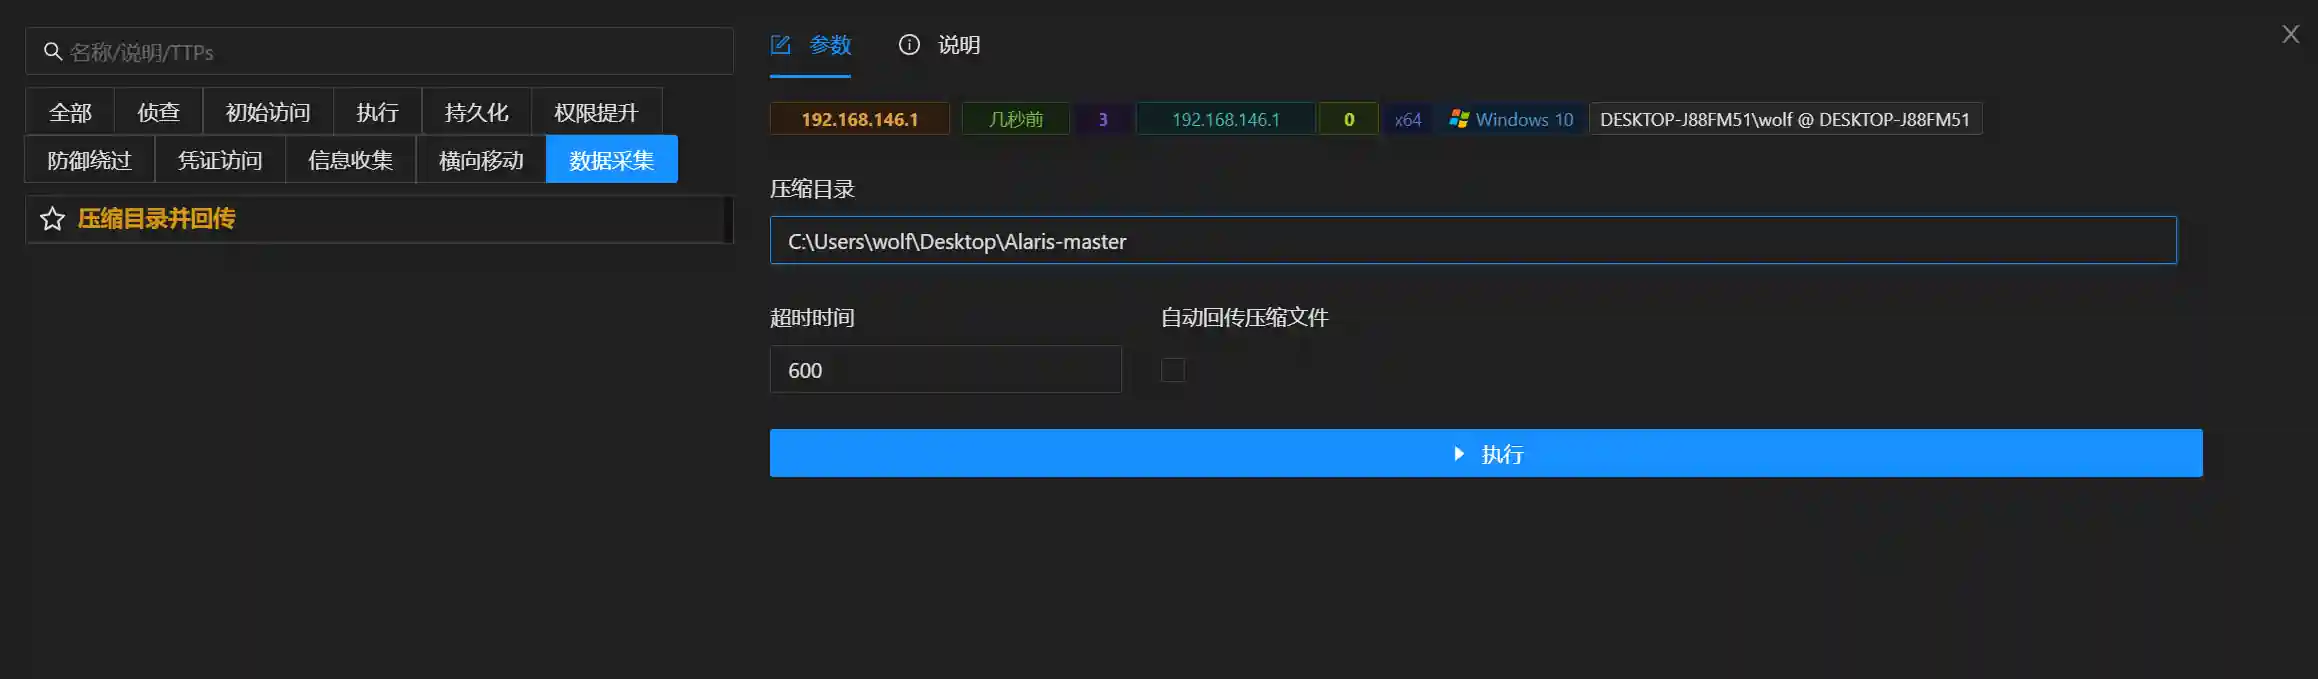 名称/说明/TTPs
全部 侦查 初始访问 执行 持久化 权限提升
防御绕过 凭证访问 信息收集 横向移动 数据采集
压缩目录并回传
参数 说明
192.168.146.1 几秒前 3 192.168.146.1 0 x64 Windows 10 DESKTOP-J88FM51\wolf @ DESKTOP-J88FM51
压缩目录
C:\Users\wolf\Desktop\Alaris-master
超时时间 自动回传压缩文件
600
执行